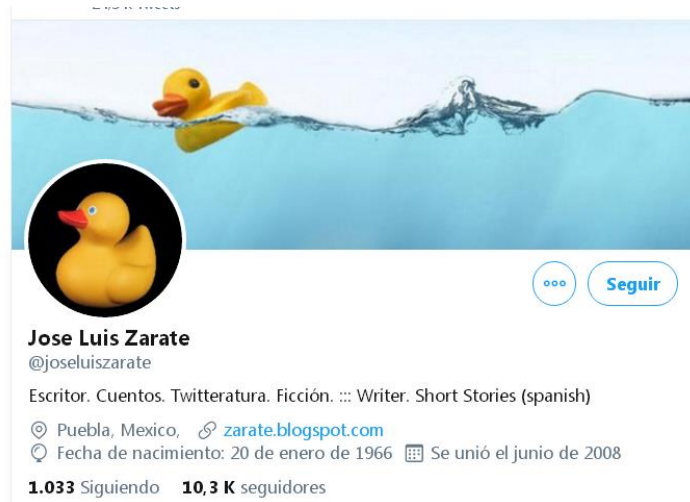 Seguir
Jose Luis Zarate
@joseluiszarate
Escritor. Cuentos. Twitteratura. Ficción. ::: Writer. Short Stories (spanish)
Puebla, Mexico, zarate.blogspot.com
Fecha de nacimiento: 20 de enero de 1966 Se unió el junio de 2008
1.033 Siguiendo 10,3 K seguidores